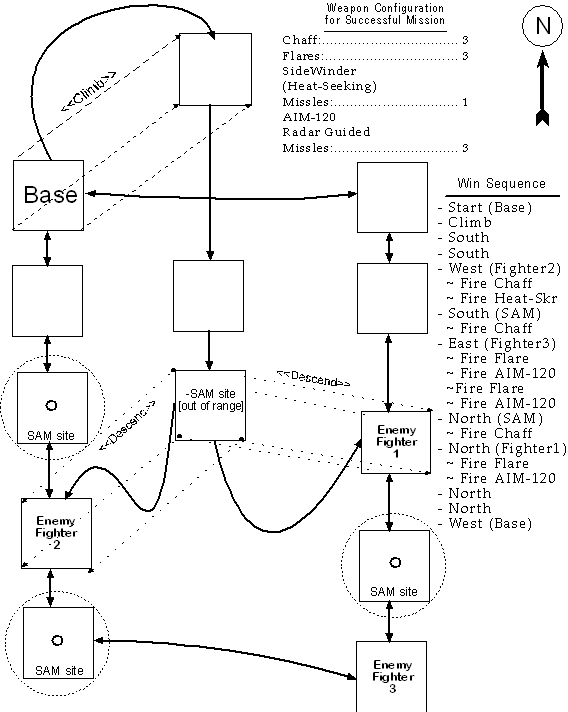 Weapon Configuration
for Successful Mission
N
Chaff:................................ 3
Flares:................................ 3
SideWinder
(Heat-Seeking)
Missles:............................. 1
AIM-120
Radar Guided
Missles:............................. 3
<<Climb>>
Base
Win Sequence
- Start (Base)
- Climb
- South
- South
- West (Fighter2)
~ Fire Chaff
~ Fire Heat-Skr
- South (SAM)
~ Fire Chaff
- East (Fighter3)
~ Fire Flare
~ Fire AIM-120
~Fire Flare
~ Fire AIM-120
- North (SAM)
~ Fire Chaff
- North (Fighter1)
~ Fire Flare
~ Fire AIM-120
- North
- North
- West (Base)
<<Descend>>
-SAM site
[out of range]
SAM site
<<Descend>>
Enemy
Fighter
1
Enemy
Fighter
2
SAM site
SAM site
Enemy
Fighter
3